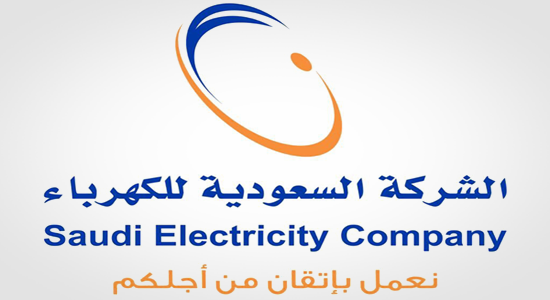 الشركة السعودية للكهرباء
Saudi Electricity Company
نعمل بإتقان من أجلكم